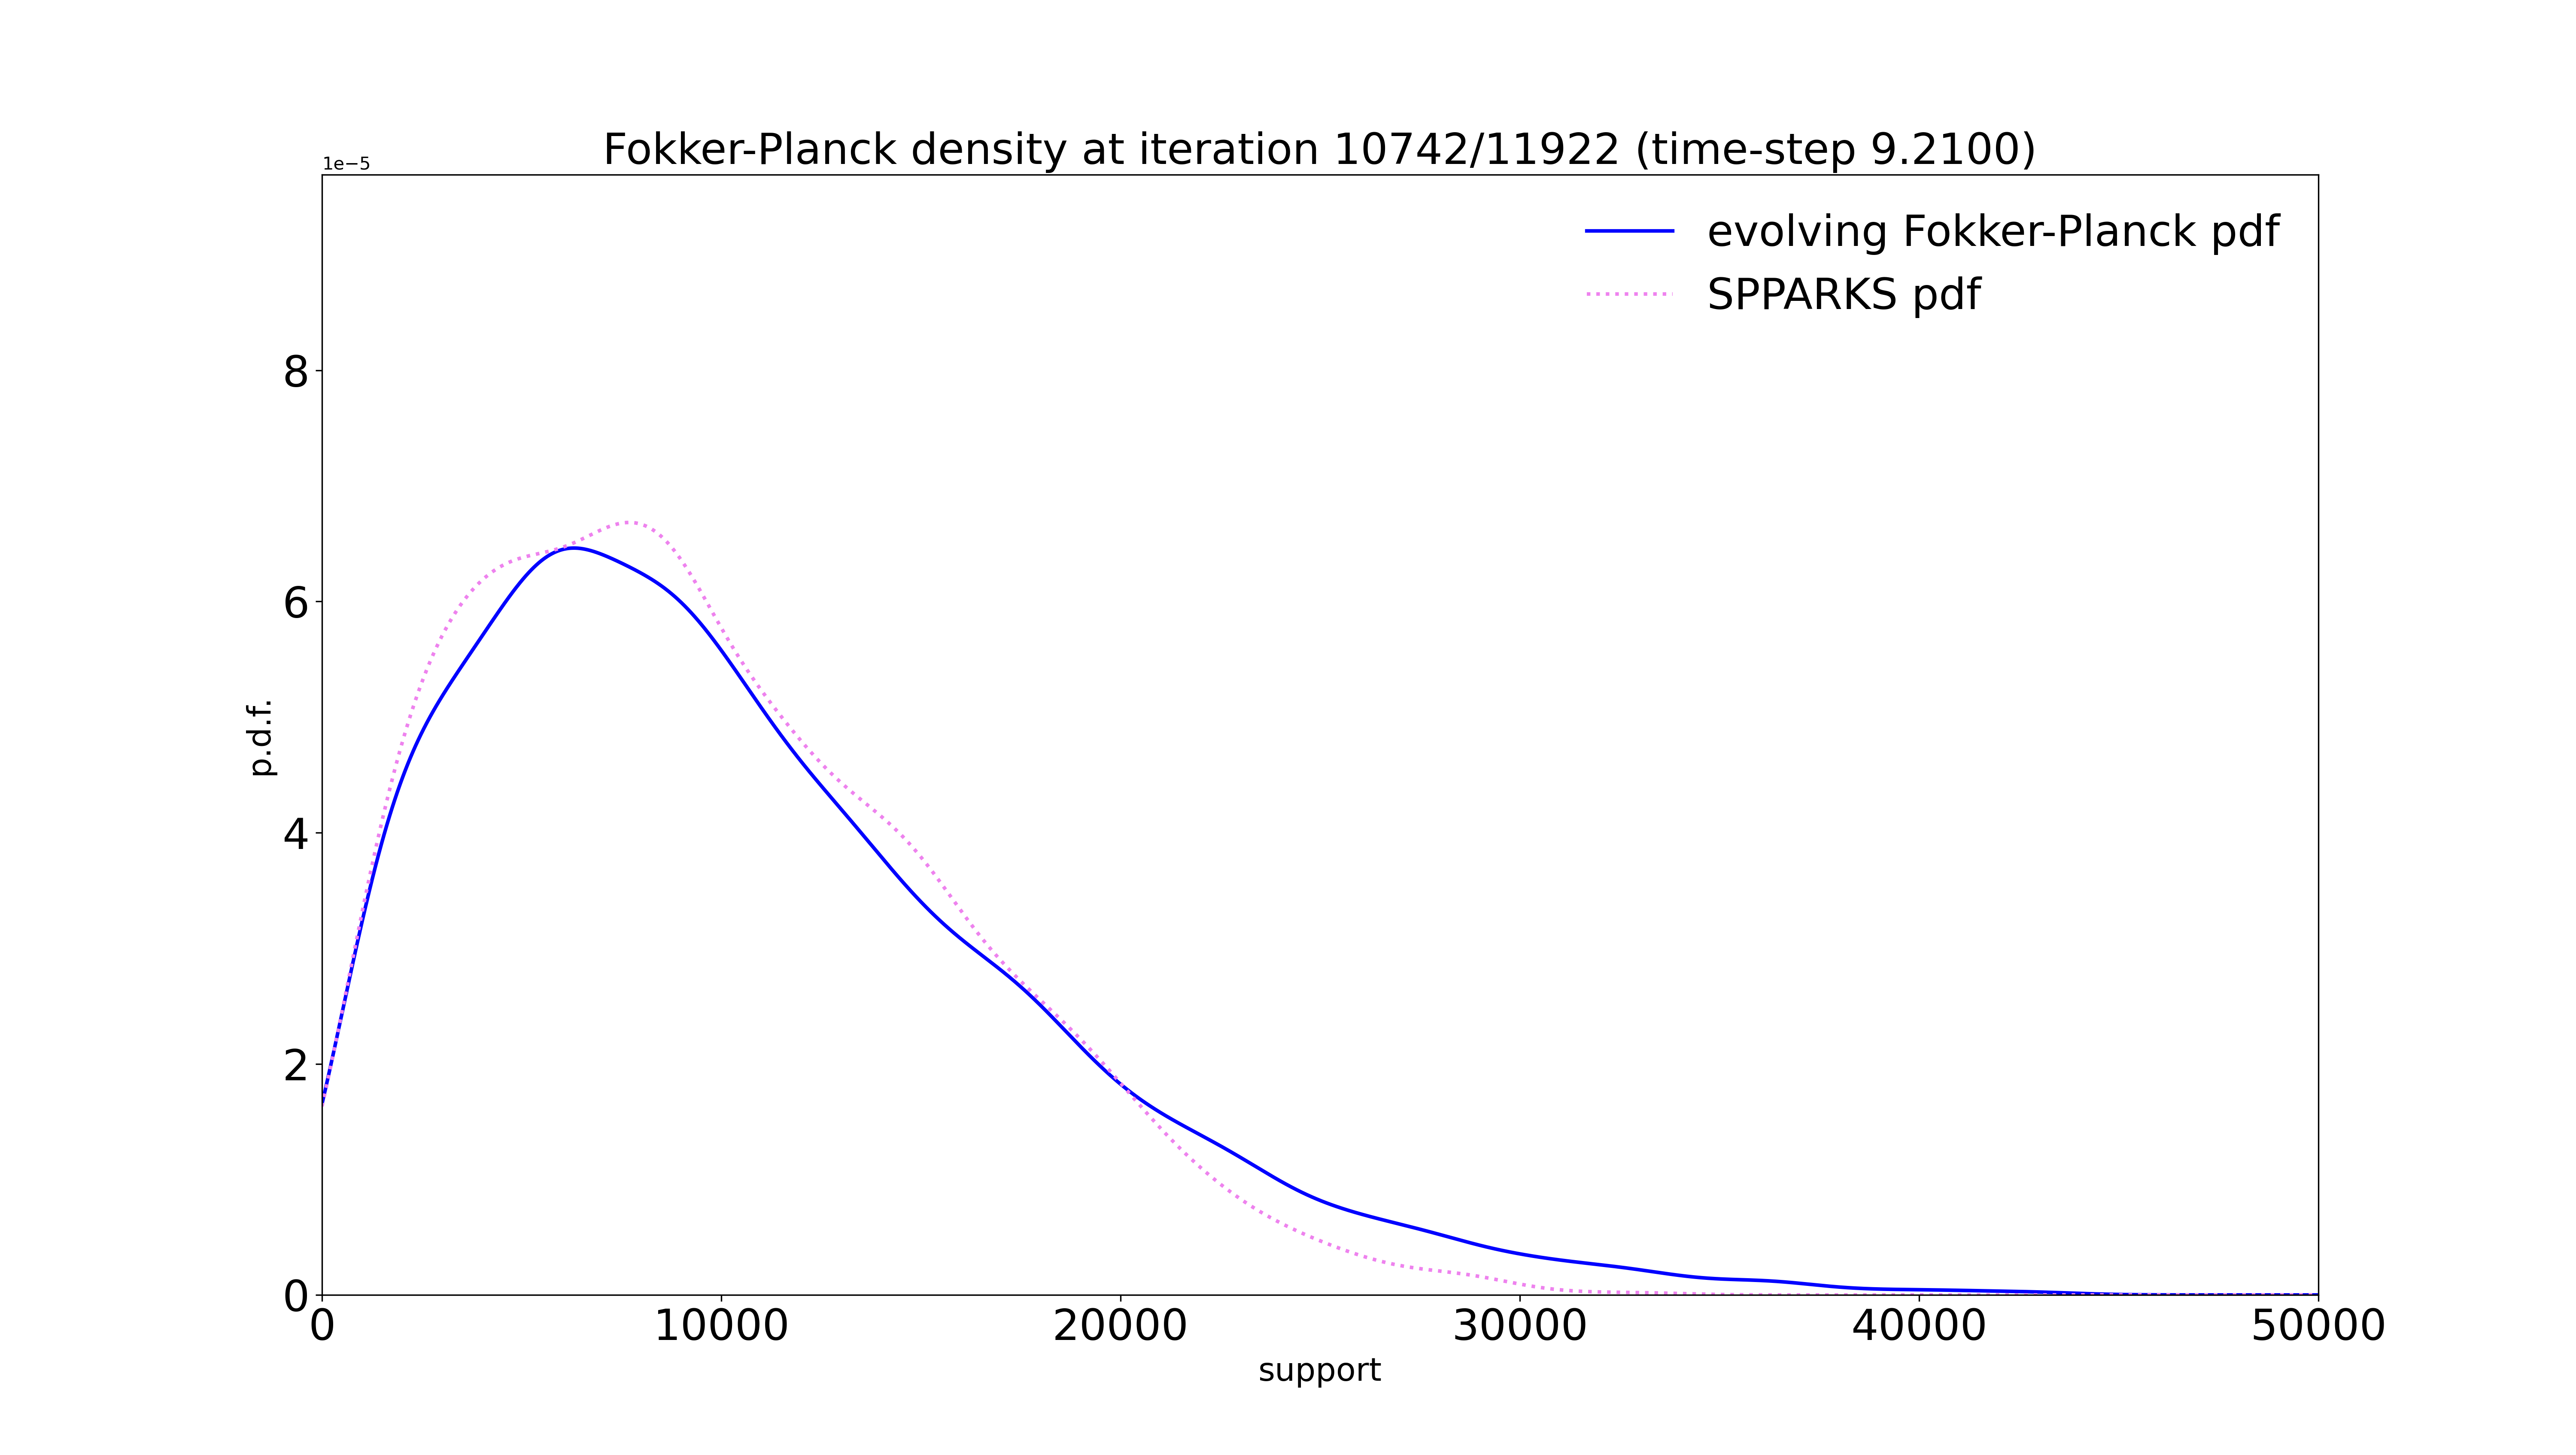 Fokker-Planck density at iteration 10742/11922 (time-step 9.2100)
1e−5
evolving Fokker-Planck pdf
SPPARKS pdf
8
6
4
2
0
p.d.f.
0 10000 20000 30000 40000 50000
support